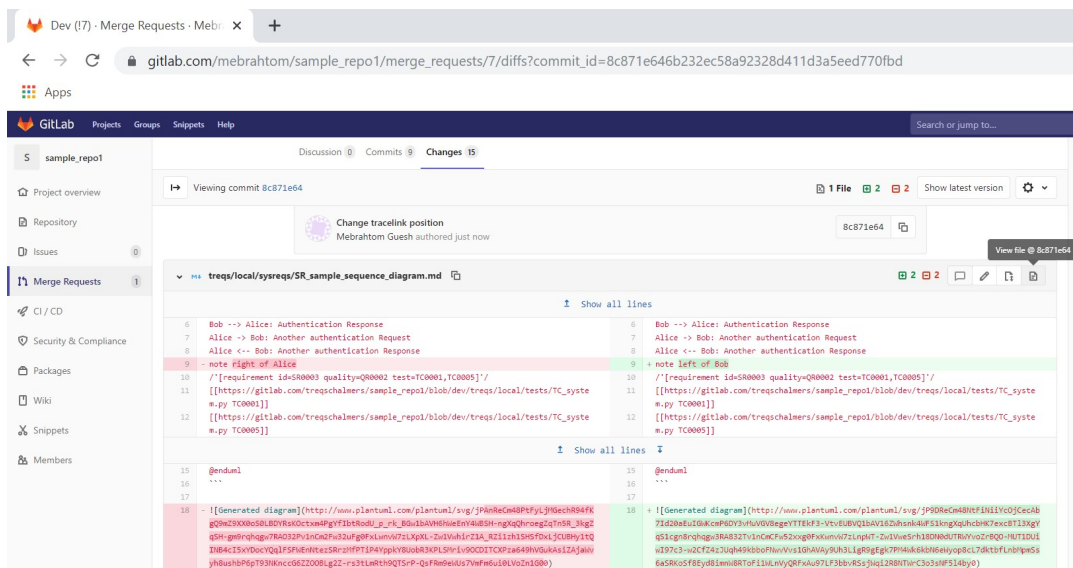 Dev (!7) · Merge Requests · Mebr
gitlab.com/mebrahtom/sample_repo1/merge_requests/7/diffs?commit_id=8c871e646b232ec58a92328d411d3a5eed770fbd
Apps
GitLab Projects Groups Snippets Help Search or jump to...
S sample_repo1
Discussion 0 Commits 9 Changes 15
Project overview
Viewing commit 8c871e64 1 File 2 2 Show latest version
Repository
Change tracelink position
Mebrahtom Guesh authored just now
8c871e64
Issues 0
View file @ 8c871e64
Merge Requests 1
treqs/local/sysreqs/SR_sample_sequence_diagram.md 2 2
Show all lines
CI / CD
Security & Compliance
Packages
Wiki
Snippets
Members
6 Bob --> Alice: Authentication Response
7 Alice -> Bob: Another authentication Request
8 Alice <-- Bob: Another authentication Response
9 - note right of Alice
10 /'[requirement id=SR0003 quality=QR0002 test=TC0001,TC0005]'/
11 [[https://gitlab.com/treqschalmers/sample_repo1/blob/dev/treqs/local/tests/TC_syste
m.py TC0001]]
12 [[https://gitlab.com/treqschalmers/sample_repo1/blob/dev/treqs/local/tests/TC_syste
m.py TC0005]]
6 Bob --> Alice: Authentication Response
7 Alice -> Bob: Another authentication Request
8 Alice <-- Bob: Another authentication Response
9 + note left of Bob
10 /'[requirement id=SR0003 quality=QR0002 test=TC0001,TC0005]'/
11 [[https://gitlab.com/treqschalmers/sample_repo1/blob/dev/treqs/local/tests/TC_syste
m.py TC0001]]
12 [[https://gitlab.com/treqschalmers/sample_repo1/blob/dev/treqs/local/tests/TC_syste
m.py TC0005]]
Show all lines
15 @enduml
16 ```
17
18 - ![Generated diagram](http://www.plantuml.com/plantuml/svg/
15 @enduml
16 ```
17
18 + ![Generated diagram](http://www.plantuml.com/plantuml/svg/